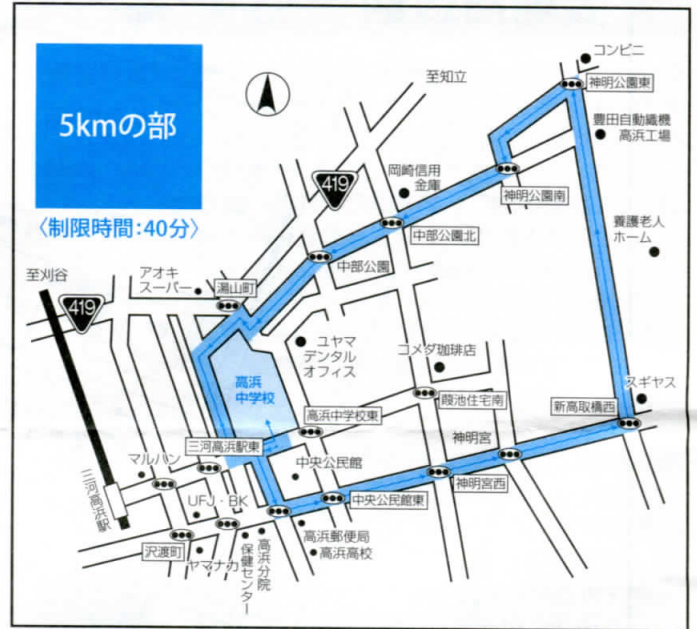 5kmの部
〈制限時間:40分〉
至知立
コンビニ
神明公園東
豊田自動織機
高浜工場
419
岡崎信用
金庫
神明公園南
中部公園北
養護老人
ホーム
中部公園
至刈谷
アオキ
スーパー
湯山町
419
ユヤマ
デンタル
オフィス
コメダ珈琲店
高浜
中学校
スギヤス
葭池住宅南
新高取橋西
高浜中学校東
神明宮
三河高浜駅東
マルハン
中央公民館
神明宮西
三河高浜駅
UFJ・BK
中央公民館東
沢渡町
ヤマナカ
高浜分院
保健センター
高浜郵便局
高浜高校